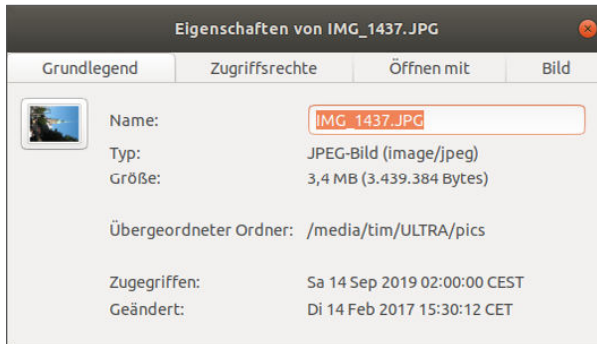 Eigenschaften von IMG_1437.JPG
Grundlegend Zugriffsrechte Öffnen mit Bild
Name: IMG_1437.JPG
Typ: JPEG-Bild (image/jpeg)
Größe: 3,4 MB (3.439.384 Bytes)
Übergeordneter Ordner: /media/tim/ULTRA/pics
Zugegriffen: Sa 14 Sep 2019 02:00:00 CEST
Geändert: Di 14 Feb 2017 15:30:12 CET